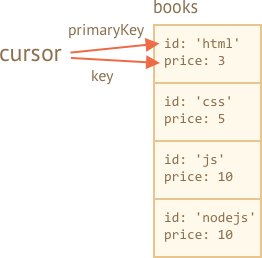 books
primaryKey
cursor
key
id: 'html'
price: 3
id: 'css'
price: 5
id: 'js'
price: 10
id: 'nodejs'
price: 10